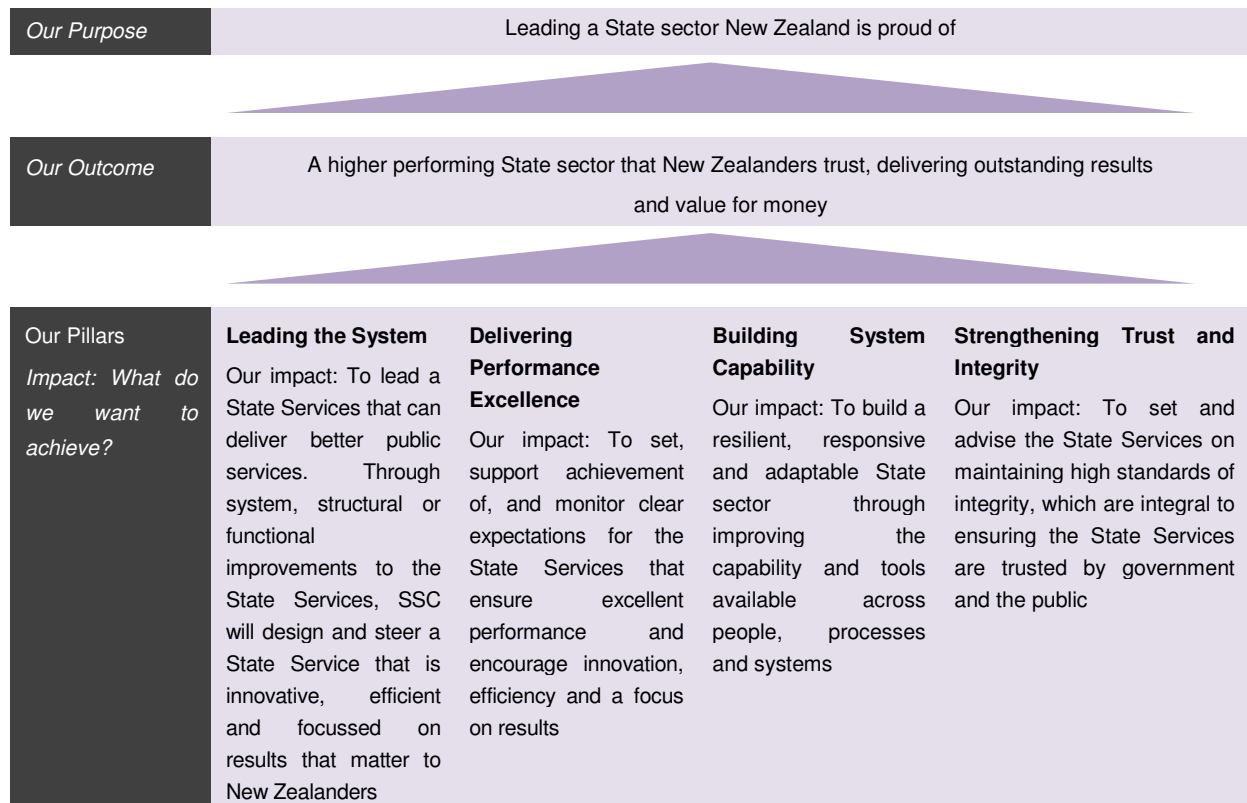 Our Purpose
Leading a State sector New Zealand is proud of
Our Outcome
A higher performing State sector that New Zealanders trust, delivering outstanding results
and value for money
Our Pillars
Impact: What do
we want to
achieve?
Leading the System
Our impact: To lead a
State Services that can
deliver better public
services. Through
system, structural or
functional
improvements to the
State Services, SSC
will design and steer a
State Service that is
innovative, efficient
and focussed on
results that matter to
New Zealanders
Delivering
Performance
Excellence
Our impact: To set,
support achievement
of, and monitor clear
expectations for the
State Services that
ensure excellent
performance and
encourage innovation,
efficiency and a focus
on results
Building System
Capability
Our impact: To build a
resilient, responsive
and adaptable State
sector through
improving the
capability and tools
available across
people, processes
and systems
Strengthening Trust and
Integrity
Our impact: To set and
advise the State Services on
maintaining high standards of
integrity, which are integral to
ensuring the State Services
are trusted by government
and the public